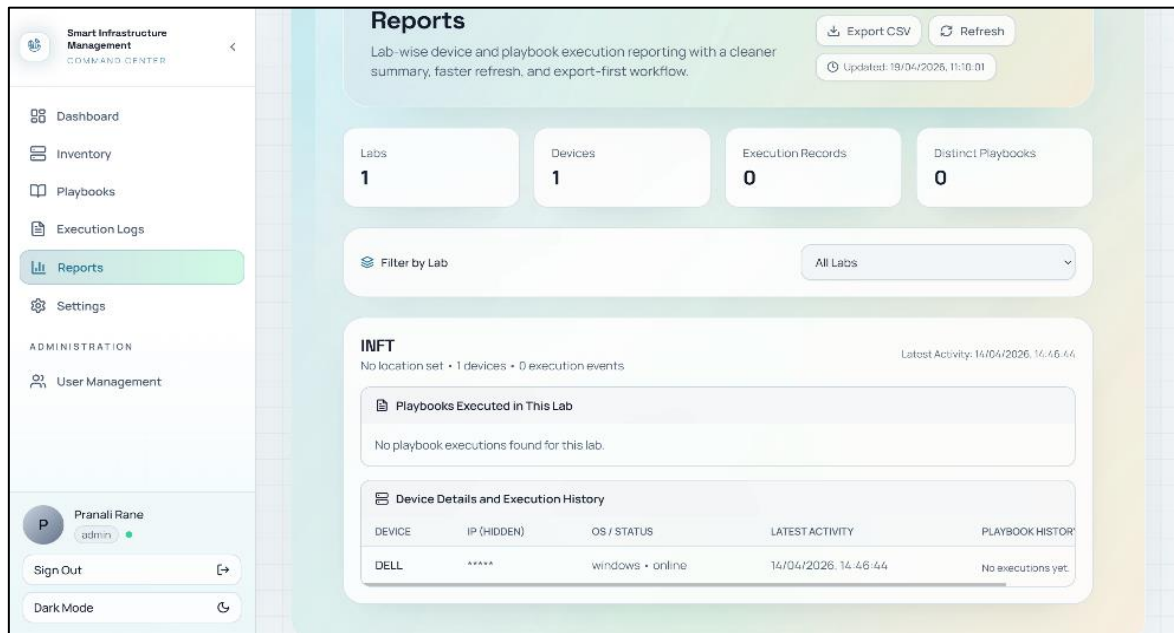 Smart Infrastructure
Management
COMMAND CENTER
Dashboard
Inventory
Playbooks
Execution Logs
Reports
Settings
ADMINISTRATION
User Management
P
Pranali Rane
admin
Sign Out
Dark Mode
Reports
Lab-wise device and playbook execution reporting with a cleaner
summary, faster refresh, and export-first workflow.
Export CSV
Refresh
Updated: 19/04/2026, 11:10:01
Labs
1
Devices
1
Execution Records
0
Distinct Playbooks
0
Filter by Lab
All Labs
INFT
No location set • 1 devices • 0 execution events
Latest Activity: 14/04/2026, 14:46:44
Playbooks Executed in This Lab
No playbook executions found for this lab.
Device Details and Execution History
DEVICE IP (HIDDEN) OS / STATUS LATEST ACTIVITY PLAYBOOK HISTORY
DELL ***** windows • online 14/04/2026, 14:46:44 No executions yet.